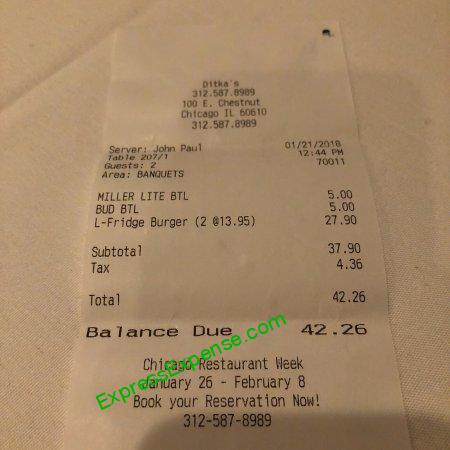 Ditka's
312.587.8989
100 E. Chestnut
Chicago IL 60610
312.587.8989
Server: John Paul 01/21/2018
Table 207/1 12:44 PM
Guests: 2 70011
Area: BANQUETS
MILLER LITE BTL 5.00
BUD BTL 5.00
L-Fridge Burger (2 @13.95) 27.90
Subtotal 37.90
Tax 4.36
Total 42.26
Balance Due 42.26
Chicago Restaurant Week
January 26 - February 8
Book your Reservation Now!
312-587-8989
ExpressExpense.com